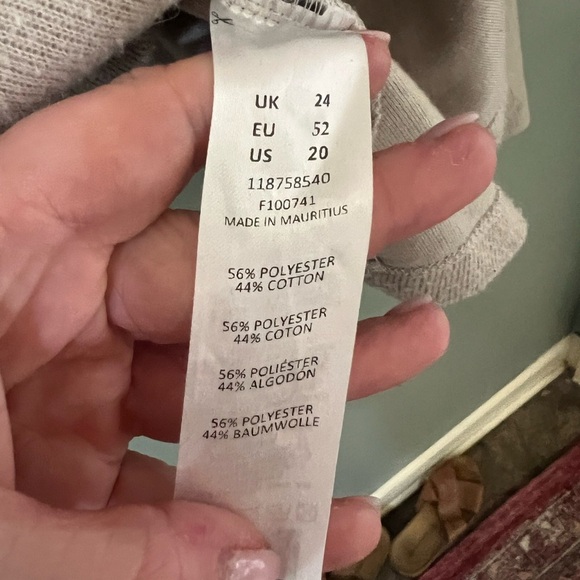 UK 24
EU 52
US 20
118758540
F100741
MADE IN MAURITIUS
56% POLYESTER
44% COTTON
56% POLYESTER
44% COTON
56% POLIÉSTER
44% ALGODÓN
56% POLYESTER
44% BAUMWOLLE